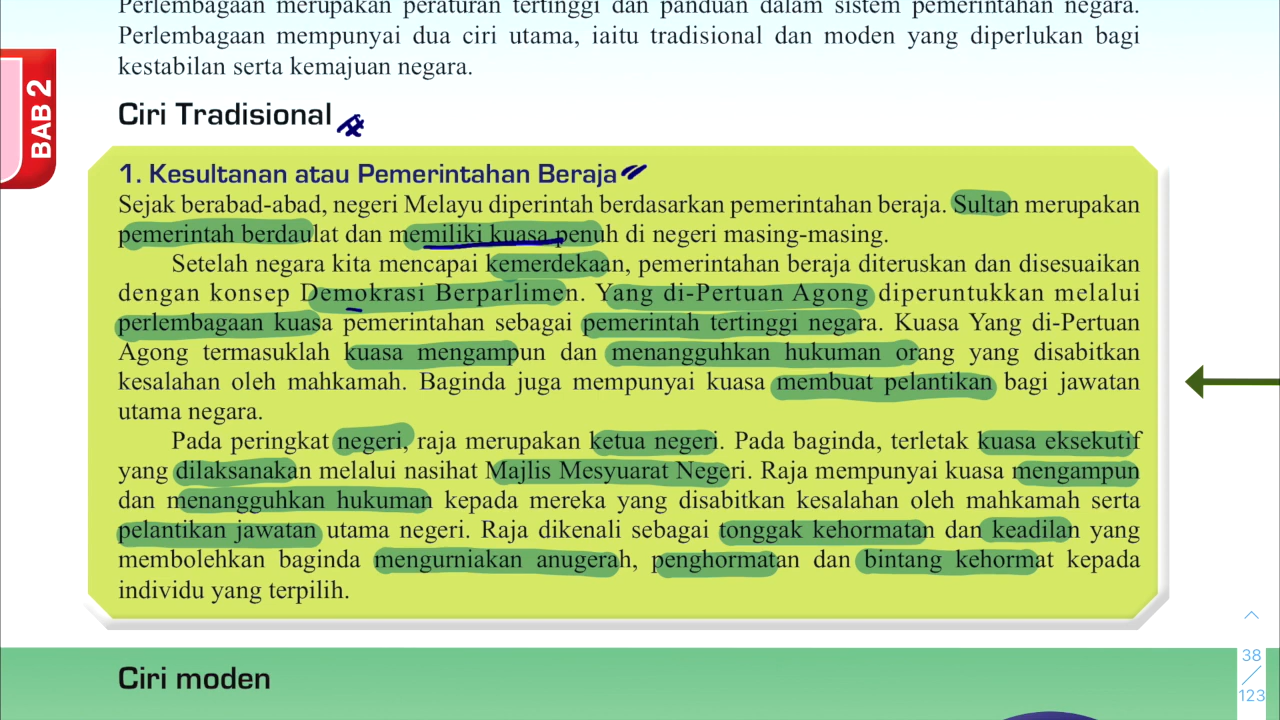 Perlembagaan merupakan peraturan tertinggi dan panduan dalam sistem pemerintahan negara.
Perlembagaan mempunyai dua ciri utama, iaitu tradisional dan moden yang diperlukan bagi
kestabilan serta kemajuan negara.
BAB 2
Ciri Tradisional
1. Kesultanan atau Pemerintahan Beraja
Sejak berabad-abad, negeri Melayu diperintah berdasarkan pemerintahan beraja. Sultan merupakan
pemerintah berdaulat dan memiliki kuasa penuh di negeri masing-masing.
Setelah negara kita mencapai kemerdekaan, pemerintahan beraja diteruskan dan disesuaikan
dengan konsep Demokrasi Berparlimen. Yang di-Pertuan Agong diperuntukkan melalui
perlembagaan kuasa pemerintahan sebagai pemerintah tertinggi negara. Kuasa Yang di-Pertuan
Agong termasuklah kuasa mengampun dan menangguhkan hukuman orang yang disabitkan
kesalahan oleh mahkamah. Baginda juga mempunyai kuasa membuat pelantikan bagi jawatan
utama negara.
Pada peringkat negeri, raja merupakan ketua negeri. Pada baginda, terletak kuasa eksekutif
yang dilaksanakan melalui nasihat Majlis Mesyuarat Negeri. Raja mempunyai kuasa mengampun
dan menangguhkan hukuman kepada mereka yang disabitkan kesalahan oleh mahkamah serta
pelantikan jawatan utama negeri. Raja dikenali sebagai tonggak kehormatan dan keadilan yang
membolehkan baginda mengurniakan anugerah, penghormatan dan bintang kehormat kepada
individu yang terpilih.
Ciri moden
38
123